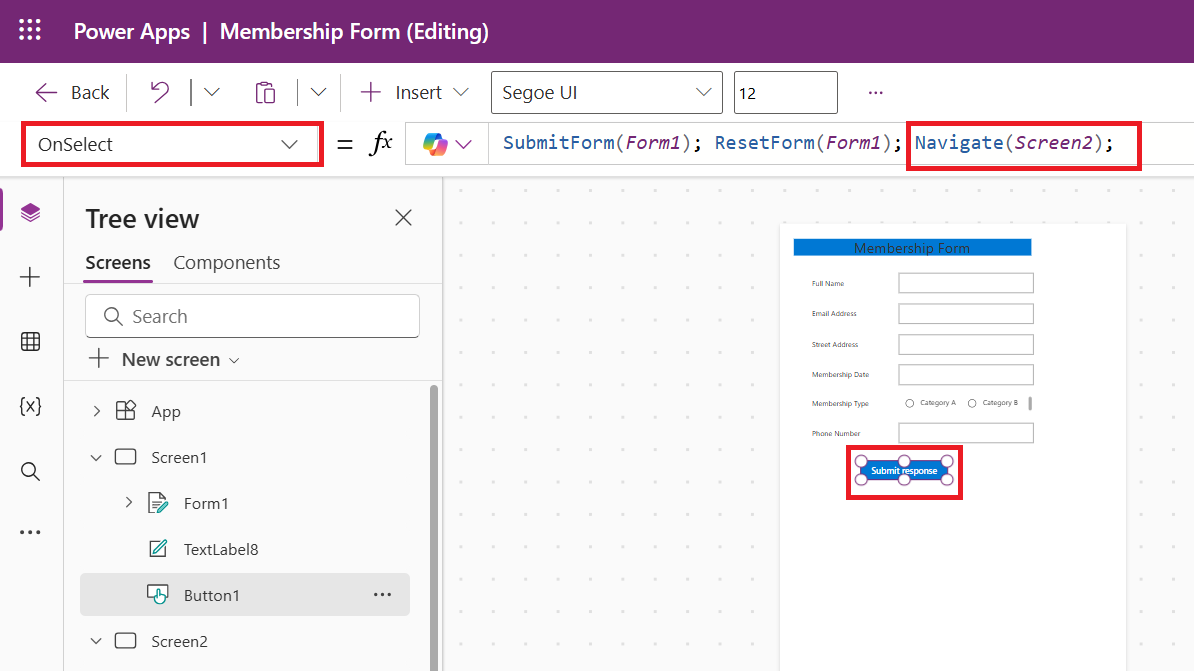 Power Apps | Membership Form (Editing)
Back Insert Segoe UI 12 ...
OnSelect = fx SubmitForm(Form1); ResetForm(Form1); Navigate(Screen2);
Tree view
Screens Components
Search
New screen
App
Screen1
Form1
TextLabel8
Button1 ...
Screen2
{x}
Membership Form
Full Name
Email Address
Street Address
Membership Date
Membership Type Category A Category B
Phone Number
Submit response